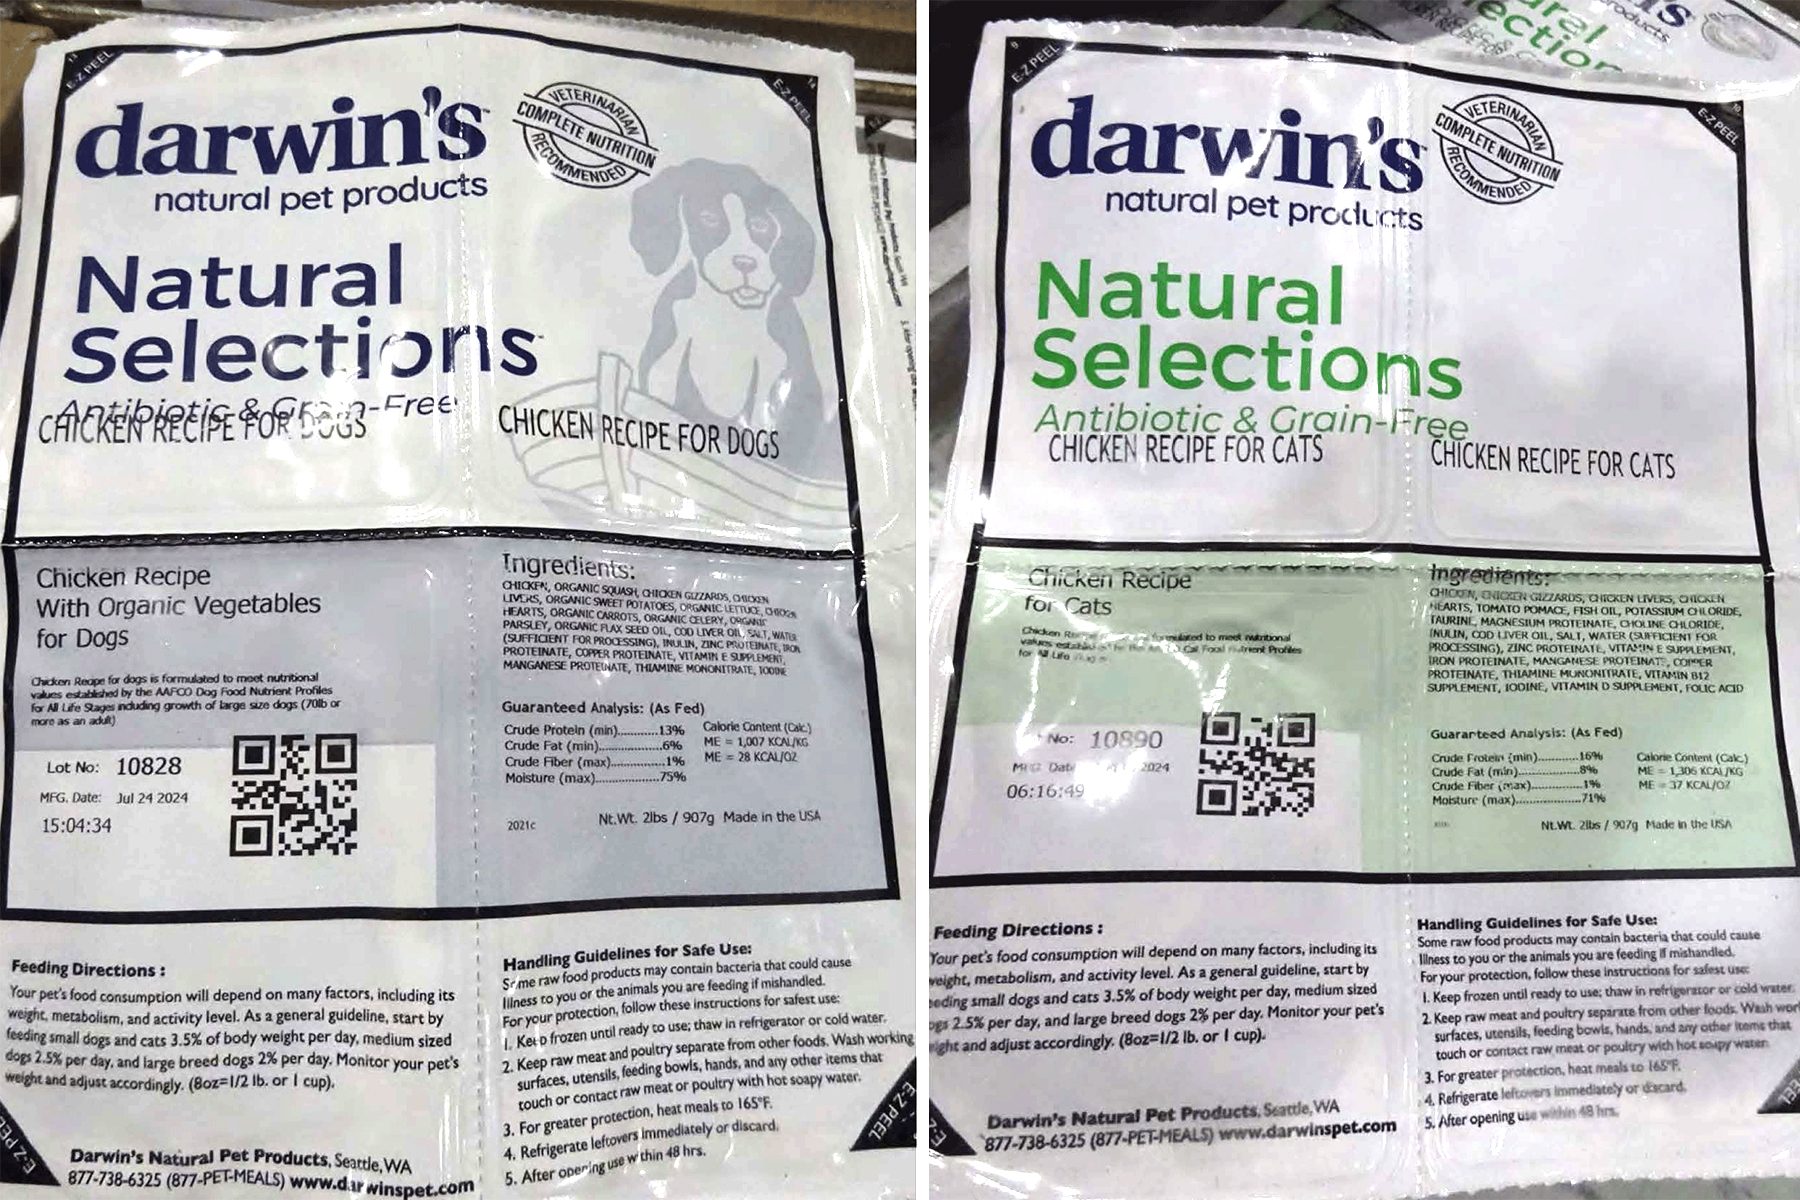 E-Z PEEL
E-Z PEEL
darwin's
natural pet products
VETERINARIAN
COMPLETE NUTRITION
RECOMMENDED
Natural
Selections
Antibiotic & Grain-Free
CHICKEN RECIPE FOR DOGS
CHICKEN RECIPE FOR DOGS
Chicken Recipe
With Organic Vegetables
for Dogs
Chicken Recipe for dogs is formulated to meet nutritional
values established by the AAFCO Dog Food Nutrient Profiles
for All Life Stages including growth of large size dogs (70lb or
more as an adult)
Lot No: 10828
MFG. Date: Jul 24 2024
15:04:34
Ingredients:
CHICKEN, ORGANIC SQUASH, CHICKEN GIZZARDS, CHICKEN
LIVERS, ORGANIC SWEET POTATOES, ORGANIC LETTUCE, CHICKEN
HEARTS, ORGANIC CARROTS, ORGANIC CELERY, ORGANIC
PARSLEY, ORGANIC FLAX SEED OIL, COD LIVER OIL, SALT, WATER
(SUFFICIENT FOR PROCESSING), INULIN, ZINC PROTEINATE, IRON
PROTEINATE, COPPER PROTEINATE, VITAMIN E SUPPLEMENT,
MANGANESE PROTEINATE, THIAMINE MONONITRATE, IODINE
Guaranteed Analysis: (As Fed)
Crude Protein (min)............13% Calorie Content (Calc.)
Crude Fat (min)................6% ME = 1,007 KCAL/KG
Crude Fiber (max)..............1% ME = 28 KCAL/OZ
Moisture (max).................75%
2021c Nt.Wt. 2lbs / 907g Made in the USA
Feeding Directions :
Your pet's food consumption will depend on many factors, including its
weight, metabolism, and activity level. As a general guideline, start by
feeding small dogs and cats 3.5% of body weight per day, medium sized
dogs 2.5% per day, and large breed dogs 2% per day. Monitor your pet's
weight and adjust accordingly. (8oz=1/2 lb. or 1 cup).
Darwin's Natural Pet Products, Seattle, WA
877-738-6325 (877-PET-MEALS) www.darwinspet.com
Handling Guidelines for Safe Use:
Some raw food products may contain bacteria that could cause
illness to you or the animals you are feeding if mishandled.
For your protection, follow these instructions for safest use:
1. Keep frozen until ready to use; thaw in refrigerator or cold water.
2. Keep raw meat and poultry separate from other foods. Wash working
surfaces, utensils, feeding bowls, hands, and any other items that
touch or contact raw meat or poultry with hot soapy water.
3. For greater protection, heat meals to 165°F.
4. Refrigerate leftovers immediately or discard.
5. After opening use within 48 hrs.
E-Z PEEL
E-Z PEEL
E-Z PEEL
E-Z PEEL
darwin's
natural pet products
VETERINARIAN
COMPLETE NUTRITION
RECOMMENDED
Natural
Selections
Antibiotic & Grain-Free
CHICKEN RECIPE FOR CATS
CHICKEN RECIPE FOR CATS
Chicken Recipe
for Cats
formulated to meet nutritional
Cat Food Nutrient Profiles
for All Life
No: 10890
MFG. Date 2024
06:16:49
Ingredients:
CHICKEN, CHICKEN GIZZARDS, CHICKEN LIVERS, CHICKEN
HEARTS, TOMATO POMACE, FISH OIL, POTASSIUM CHLORIDE,
TAURINE, MAGNESIUM PROTEINATE, CHOLINE CHLORIDE,
INULIN, COD LIVER OIL, SALT, WATER (SUFFICIENT FOR
PROCESSING), ZINC PROTEINATE, VITAMIN E SUPPLEMENT,
IRON PROTEINATE, MANGANESE PROTEINATE, COPPER
PROTEINATE, THIAMINE MONONITRATE, VITAMIN B12
SUPPLEMENT, IODINE, VITAMIN D SUPPLEMENT, FOLIC ACID
Guaranteed Analysis: (As Fed)
Crude Protein (min)...........16% Calorie Content (Calc.)
Crude Fat (min)................8% ME = 1,306 KCAL/KG
Crude Fiber (max)..............1% ME = 37 KCAL/OZ
Moisture (max)................71%
Nt.Wt. 2lbs / 907g Made in the USA
Feeding Directions :
Your pet's food consumption will depend on many factors, including its
weight, metabolism, and activity level. As a general guideline, start by
eeding small dogs and cats 3.5% of body weight per day, medium sized
ogs 2.5% per day, and large breed dogs 2% per day. Monitor your pet's
ight and adjust accordingly. (8oz=1/2 lb. or 1 cup).
Darwin's Natural Pet Products, Seattle, WA
877-738-6325 (877-PET-MEALS) www.darwinspet.com
Handling Guidelines for Safe Use:
Some raw food products may contain bacteria that could cause
illness to you or the animals you are feeding if mishandled.
For your protection, follow these instructions for safest use:
1. Keep frozen until ready to use; thaw in refrigerator or cold water.
2. Keep raw meat and poultry separate from other foods. Wash work
surfaces, utensils, feeding bowls, hands, and any other items that
touch or contact raw meat or poultry with hot soapy water.
3. For greater protection, heat meals to 165°F.
4. Refrigerate leftovers immediately or discard.
5. After opening use within 48 hrs.